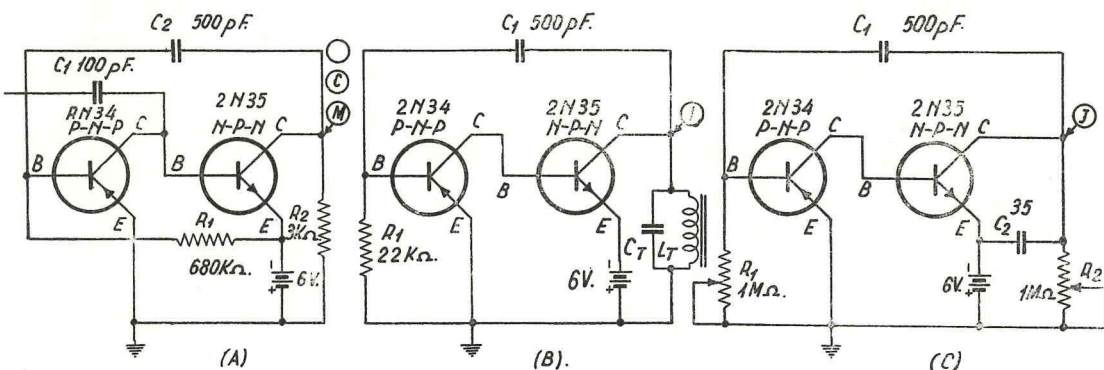 C2 500pF.
C1 100pF.
RN34
P-N-P
2N35
N-P-N
C
M
B
C
B
E
E
R1
680KΩ.
R2
3KΩ
6V.
(A)
C1 500pF.
2N34
P-N-P
2N35
N-P-N
C
C
B
B
E
E
R1
22KΩ.
CT
LT
6V.
(B).
C1 500pF.
2N34
P-N-P
2N35
N-P-N
C
C
J
B
B
E
E
35
C2
R1
1MΩ.
6V.
1MΩ.
R2
(C)